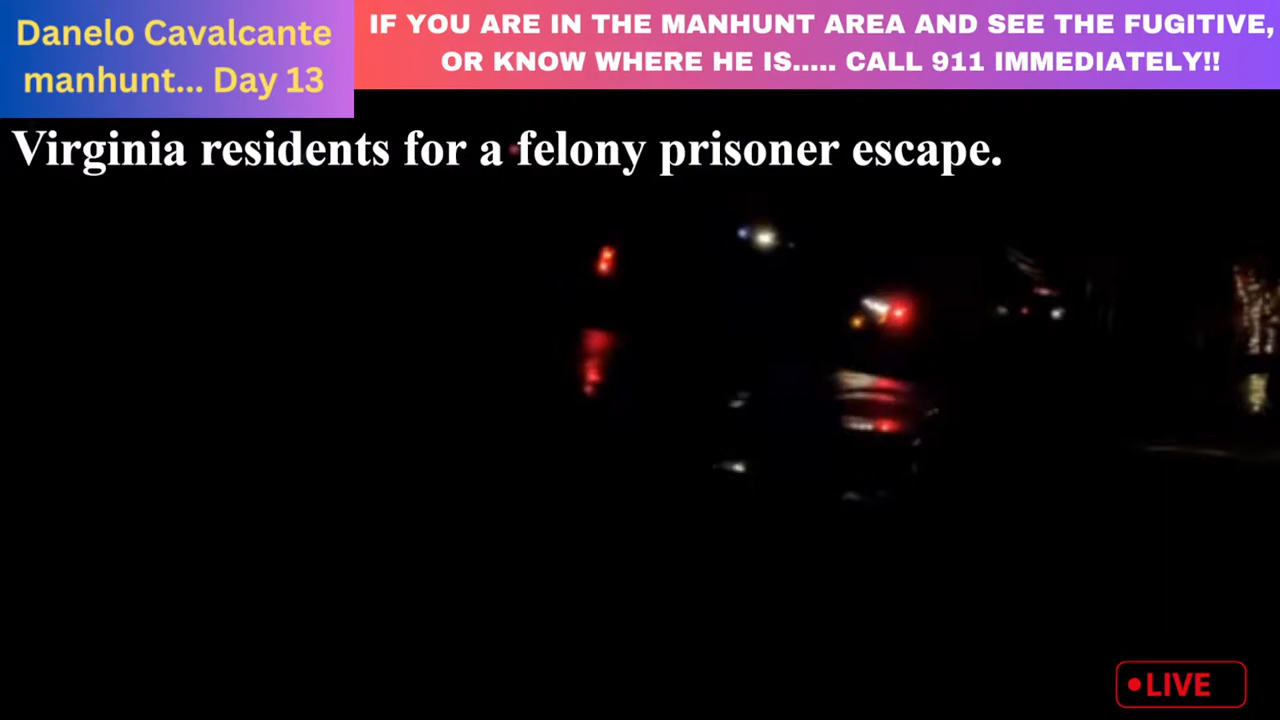 Danelo Cavalcante
manhunt... Day 13
IF YOU ARE IN THE MANHUNT AREA AND SEE THE FUGITIVE,
OR KNOW WHERE HE IS..... CALL 911 IMMEDIATELY!!
Virginia residents for a felony prisoner escape.
LIVE